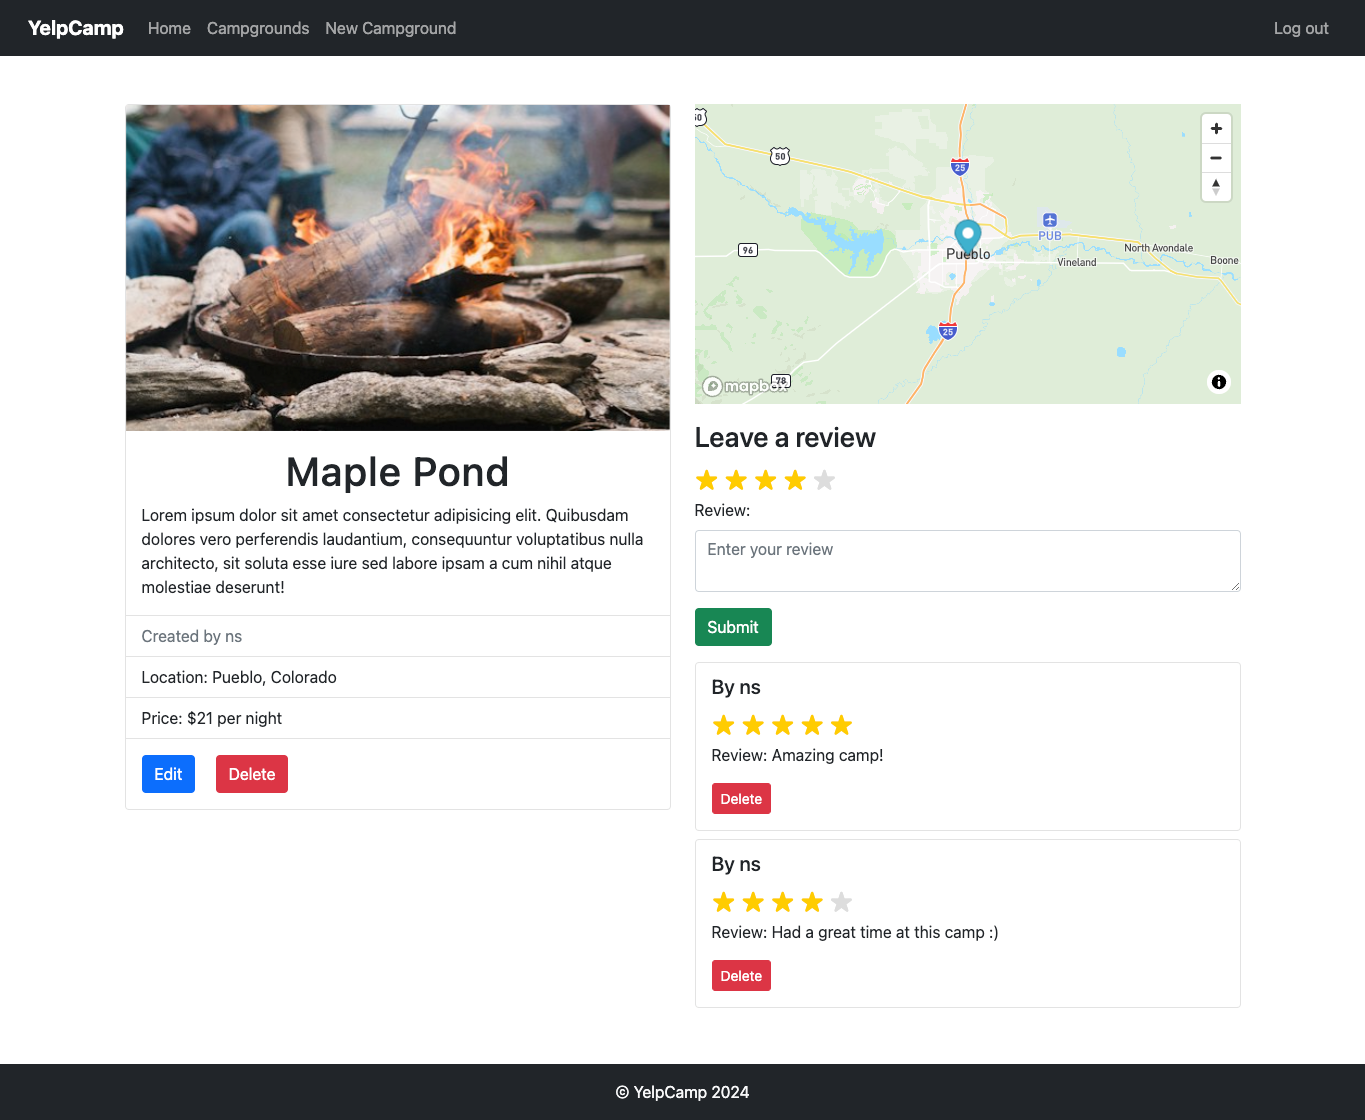 YelpCamp Home Campgrounds New Campground Log out
50
50
25
PUB
96
Pueblo
North Avondale
Vineland
Boone
25
78
mapbox
Maple Pond
Lorem ipsum dolor sit amet consectetur adipisicing elit. Quibusdam
dolores vero perferendis laudantium, consequuntur voluptatibus nulla
architecto, sit soluta esse iure sed labore ipsam a cum nihil atque
molestiae deserunt!
Created by ns
Location: Pueblo, Colorado
Price: $21 per night
Edit Delete
Leave a review
Review:
Enter your review
Submit
By ns
Review: Amazing camp!
Delete
By ns
Review: Had a great time at this camp :)
Delete
© YelpCamp 2024